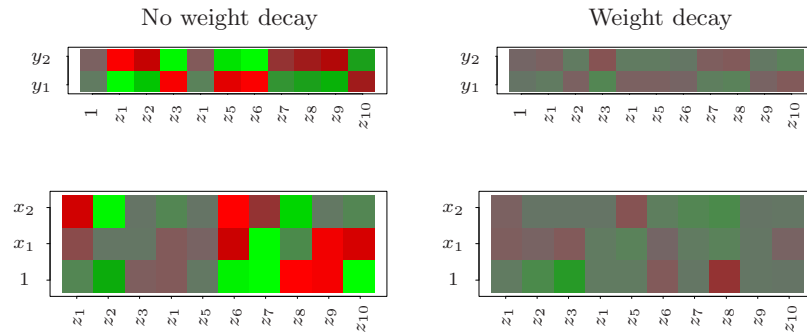 No weight decay Weight decay
y₂ y₂
y₁ y₁
1 z₁ z₂ z₃ z₁ z₅ z₆ z₇ z₈ z₉ z₁₀ 1 z₁ z₂ z₃ z₁ z₅ z₆ z₇ z₈ z₉ z₁₀
x₂ x₂
x₁ x₁
1 1
z₁ z₂ z₃ z₁ z₅ z₆ z₇ z₈ z₉ z₁₀ z₁ z₂ z₃ z₁ z₅ z₆ z₇ z₈ z₉ z₁₀